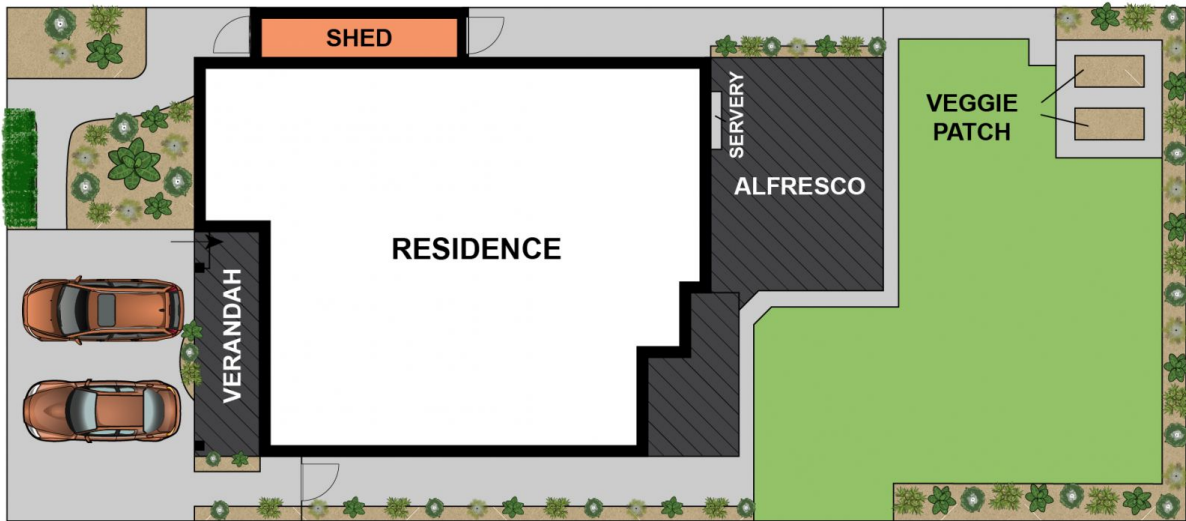 SHED
VEGGIE
PATCH
SERVERY
ALFRESCO
RESIDENCE
VERANDAH